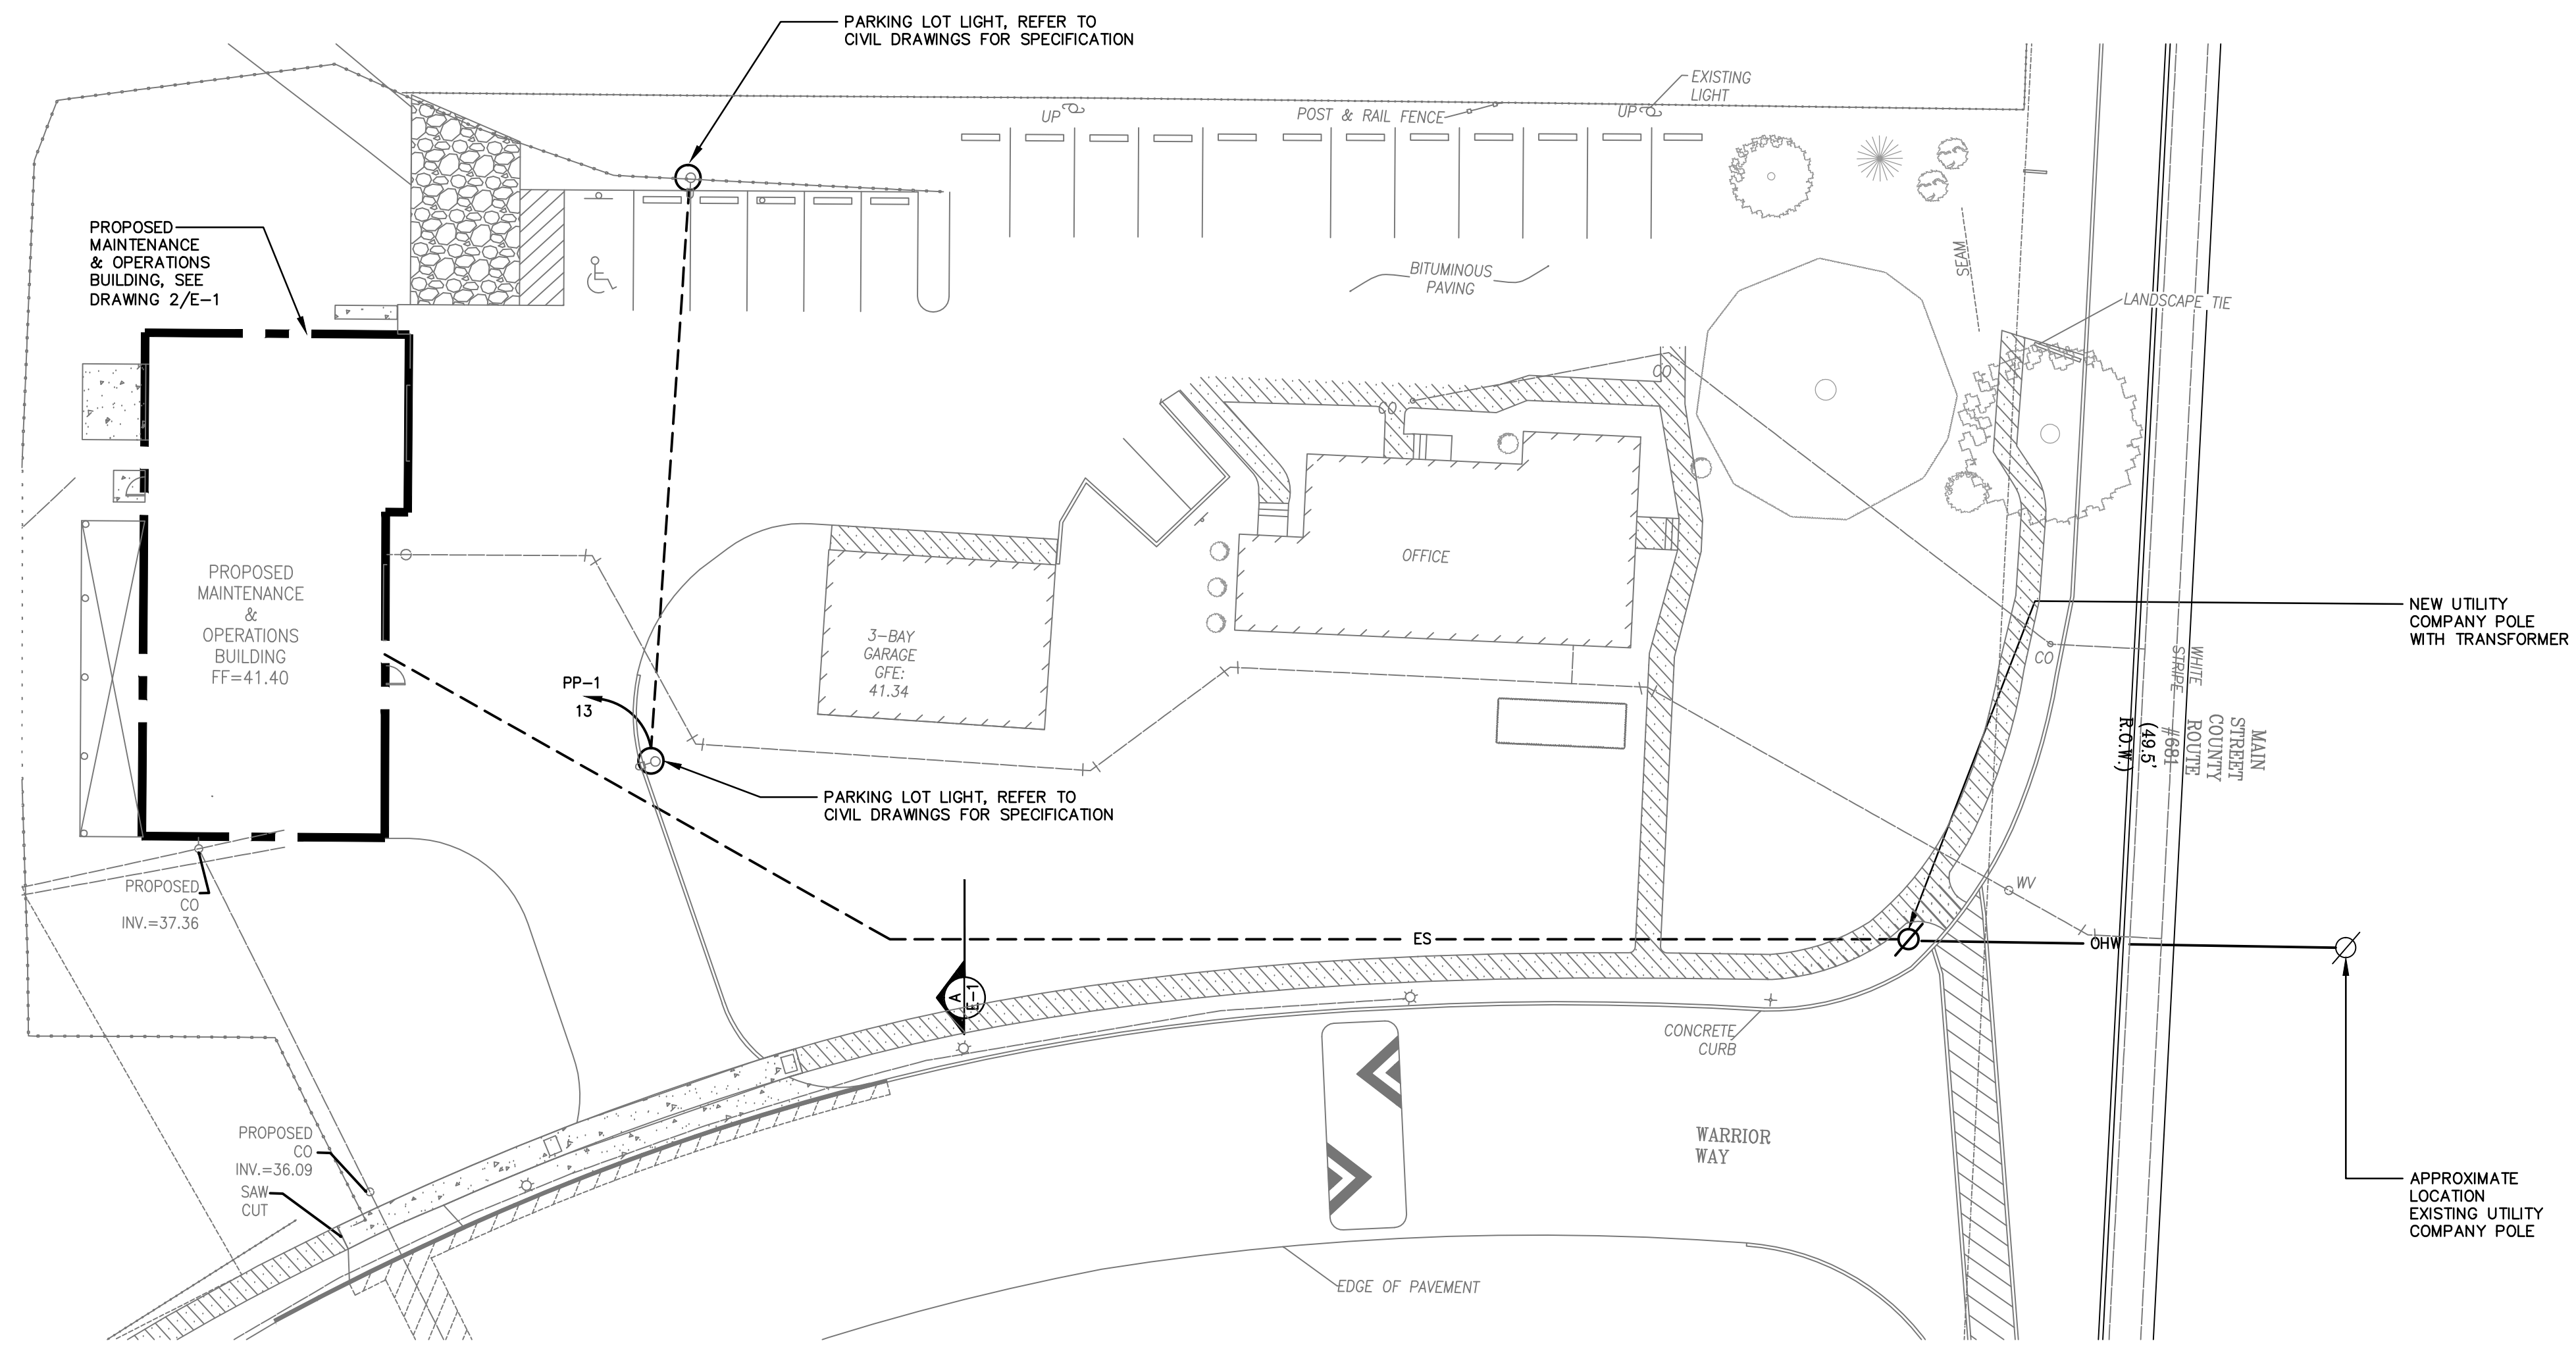 PARKING LOT LIGHT, REFER TO
CIVIL DRAWINGS FOR SPECIFICATION
EXISTING
LIGHT
UP
POST & RAIL FENCE
UP
PROPOSED
MAINTENANCE
& OPERATIONS
BUILDING, SEE
DRAWING 2/E-1
BITUMINOUS
PAVING
SEAM
LANDSCAPE TIE
CO
CO
OFFICE
PROPOSED
MAINTENANCE
&
OPERATIONS
BUILDING
FF=41.40
3-BAY
GARAGE
GFE:
41.34
NEW UTILITY
COMPANY POLE
WITH TRANSFORMER
CO
WHITE
STRIPE
PP-1
13
MAIN
STREET
COUNTY
ROUTE
#681
(49.5'
R.O.W.)
PARKING LOT LIGHT, REFER TO
CIVIL DRAWINGS FOR SPECIFICATION
PROPOSED
CO
INV.=37.36
WV
ES
OHW
A
E-1
CONCRETE
CURB
PROPOSED
CO
INV.=36.09
SAW
CUT
WARRIOR
WAY
APPROXIMATE
LOCATION
EXISTING UTILITY
COMPANY POLE
EDGE OF PAVEMENT